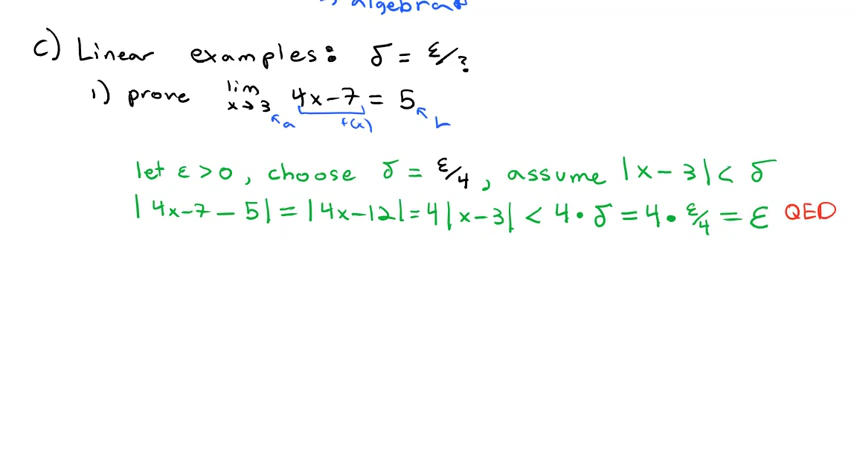 algebra
c) Linear examples: δ = ε/?
i) prove lim x→3 4x-7 = 5
a f(x) L
let ε > 0, choose δ = ε/4, assume |x-3| < δ
|4x-7-5| = |4x-12| = 4|x-3| < 4·δ = 4·ε/4 = ε QED